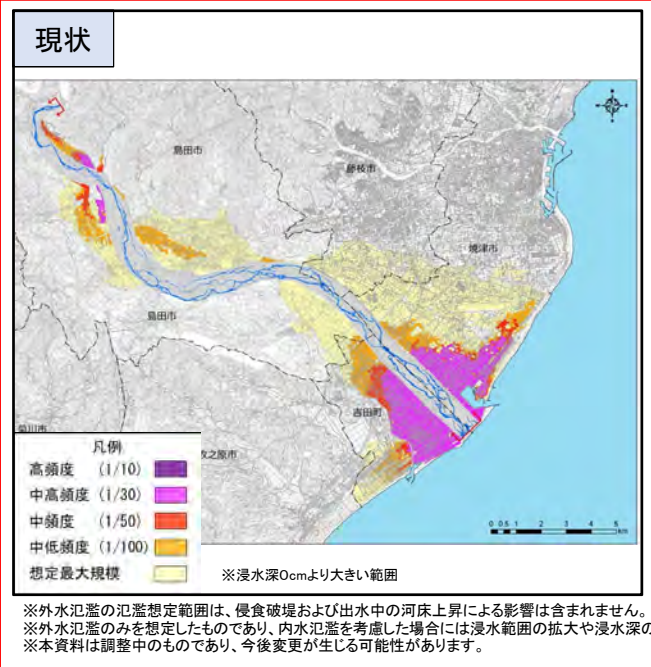 現状
島田市
藤枝市
焼津市
島田市
吉田町
菊川市
牧之原市
凡例
高頻度 (1/10)
中高頻度 (1/30)
中頻度 (1/50)
中低頻度 (1/100)
想定最大規模
※浸水深0cmより大きい範囲
0 0.5 1 2 3 4 5
km
※外水氾濫の氾濫想定範囲は、侵食破堤および出水中の河床上昇による影響は含まれません。
※外水氾濫のみを想定したものであり、内水氾濫を考慮した場合には浸水範囲の拡大や浸水深の
※本資料は調整中のものであり、今後変更が生じる可能性があります。